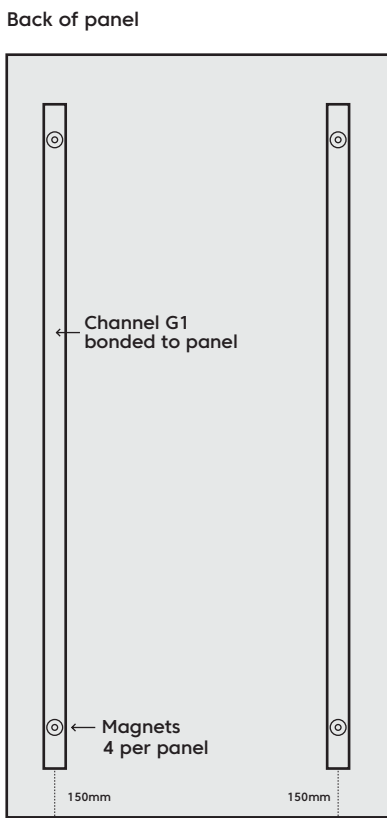 Back of panel
Channel G1
bonded to panel
Magnets
4 per panel
150mm
150mm